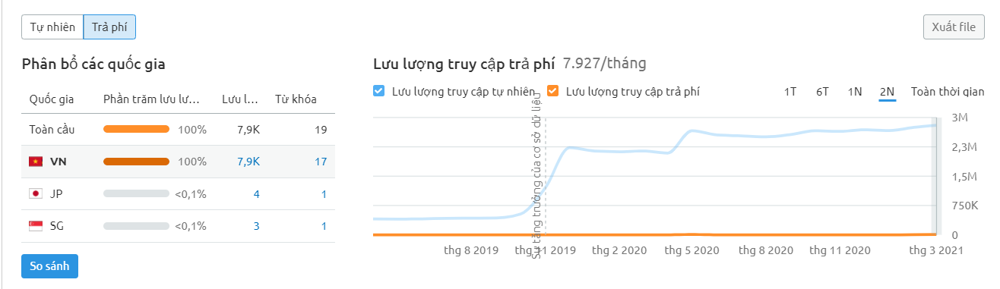 Tự nhiên Trả phí Xuất file
Phân bổ các quốc gia
Quốc gia Phần trăm lưu lư... Lưu l... Từ khóa
Toàn cầu 100% 7,9K 19
VN 100% 7,9K 17
JP <0,1% 4 1
SG <0,1% 3 1
So sánh
Lưu lượng truy cập trả phí 7.927/tháng
Lưu lượng truy cập tự nhiên Lưu lượng truy cập trả phí 1T 6T 1N 2N Toàn thời gian
Sự tăng trưởng của cơ sở dữ liệu
3M
2,3M
1,5M
750K
0
thg 8 2019 thg 11 2019 thg 2 2020 thg 5 2020 thg 8 2020 thg 11 2020 thg 3 2021